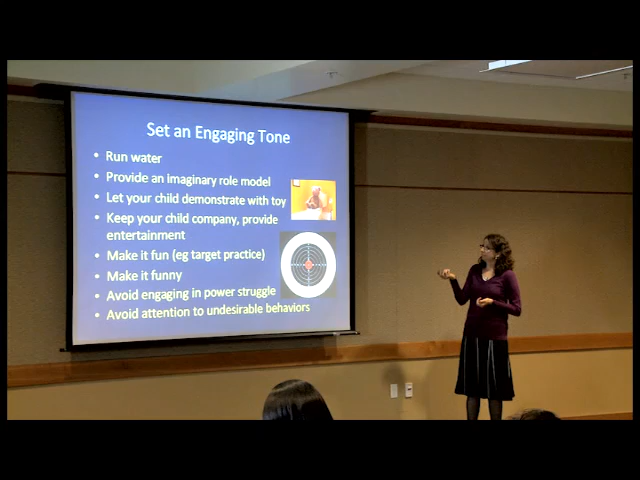 Set an Engaging Tone
• Run water
• Provide an imaginary role model
• Let your child demonstrate with toy
• Keep your child company, provide
entertainment
• Make it fun (eg target practice)
• Make it funny
• Avoid engaging in power struggle
• Avoid attention to undesirable behaviors